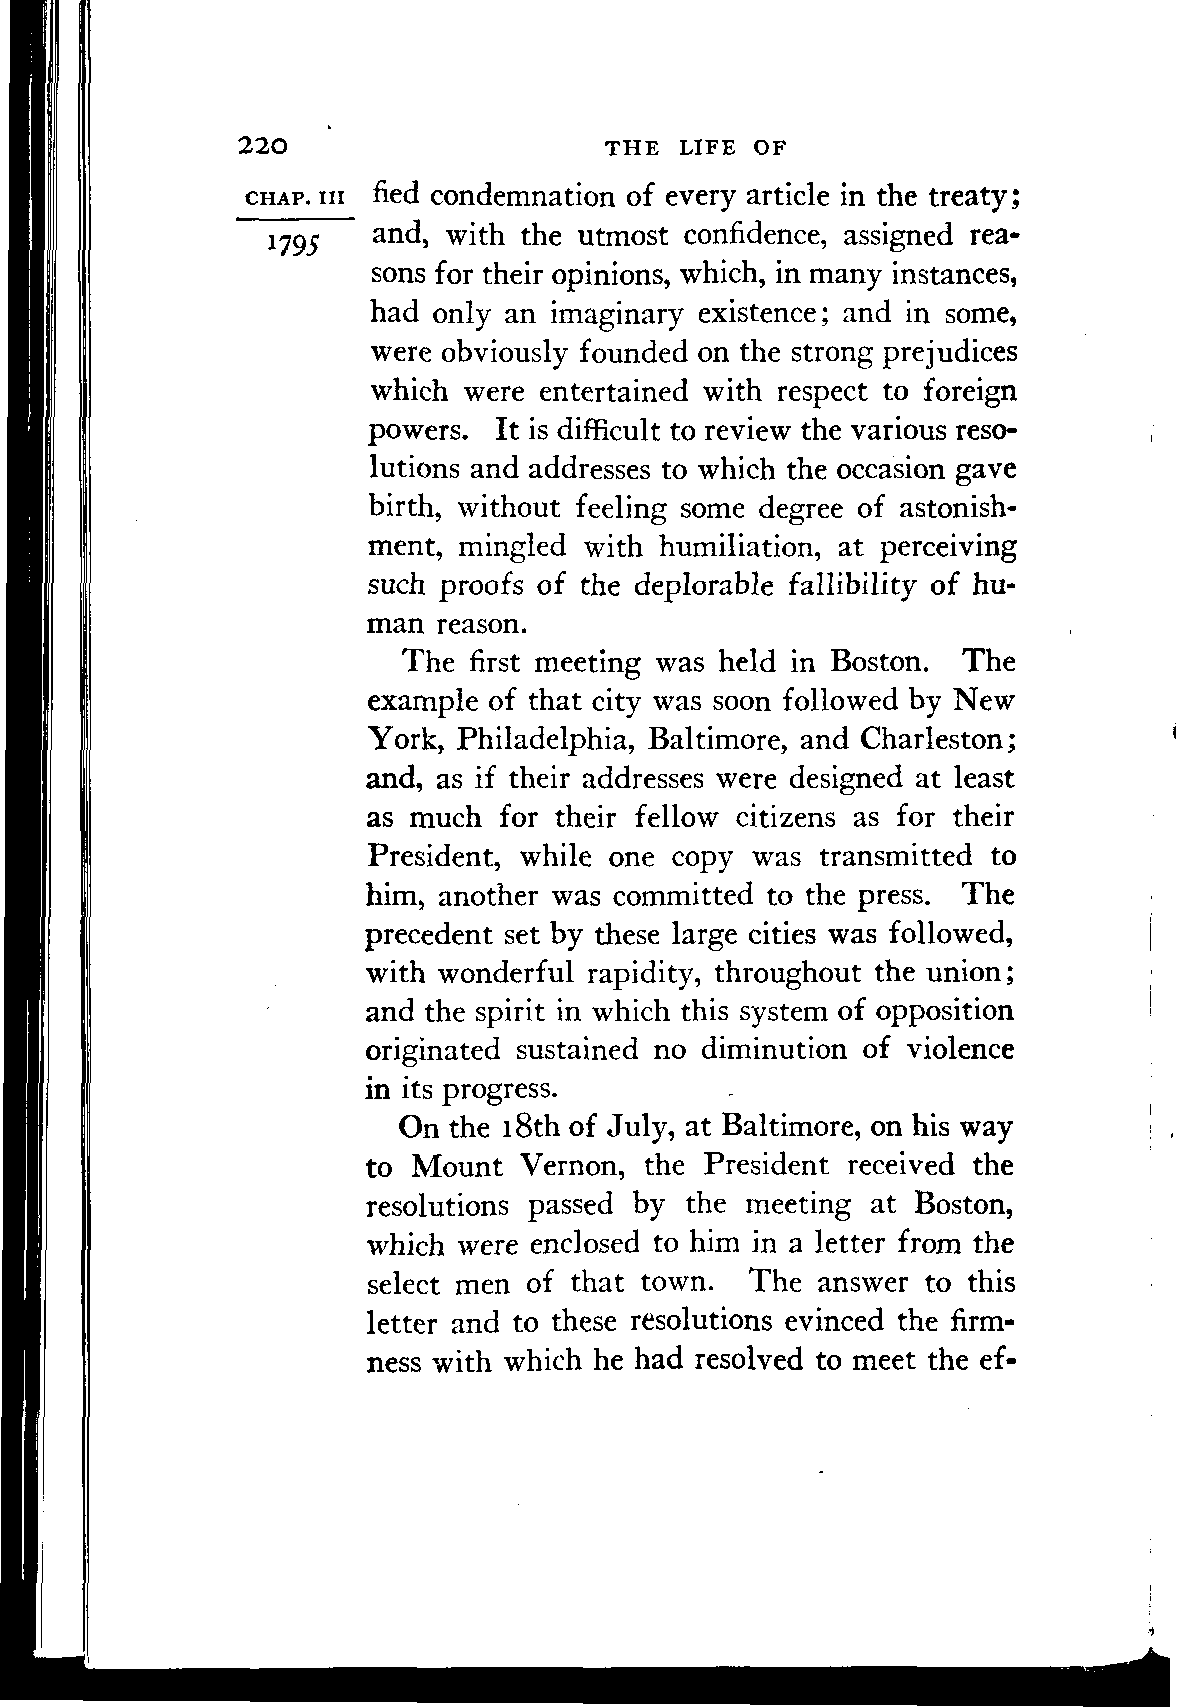 220 THE LIFE OF
CHAP. III fied condemnation of every article in the treaty;
1795 and, with the utmost confidence, assigned rea-
sons for their opinions, which, in many instances,
had only an imaginary existence; and in some,
were obviously founded on the strong prejudices
which were entertained with respect to foreign
powers. It is difficult to review the various reso-
lutions and addresses to which the occasion gave
birth, without feeling some degree of astonish-
ment, mingled with humiliation, at perceiving
such proofs of the deplorable fallibility of hu-
man reason.
The first meeting was held in Boston. The
example of that city was soon followed by New
York, Philadelphia, Baltimore, and Charleston;
and, as if their addresses were designed at least
as much for their fellow citizens as for their
President, while one copy was transmitted to
him, another was committed to the press. The
precedent set by these large cities was followed,
with wonderful rapidity, throughout the union;
and the spirit in which this system of opposition
originated sustained no diminution of violence
in its progress.
On the 18th of July, at Baltimore, on his way
to Mount Vernon, the President received the
resolutions passed by the meeting at Boston,
which were enclosed to him in a letter from the
select men of that town. The answer to this
letter and to these resolutions evinced the firm-
ness with which he had resolved to meet the ef-